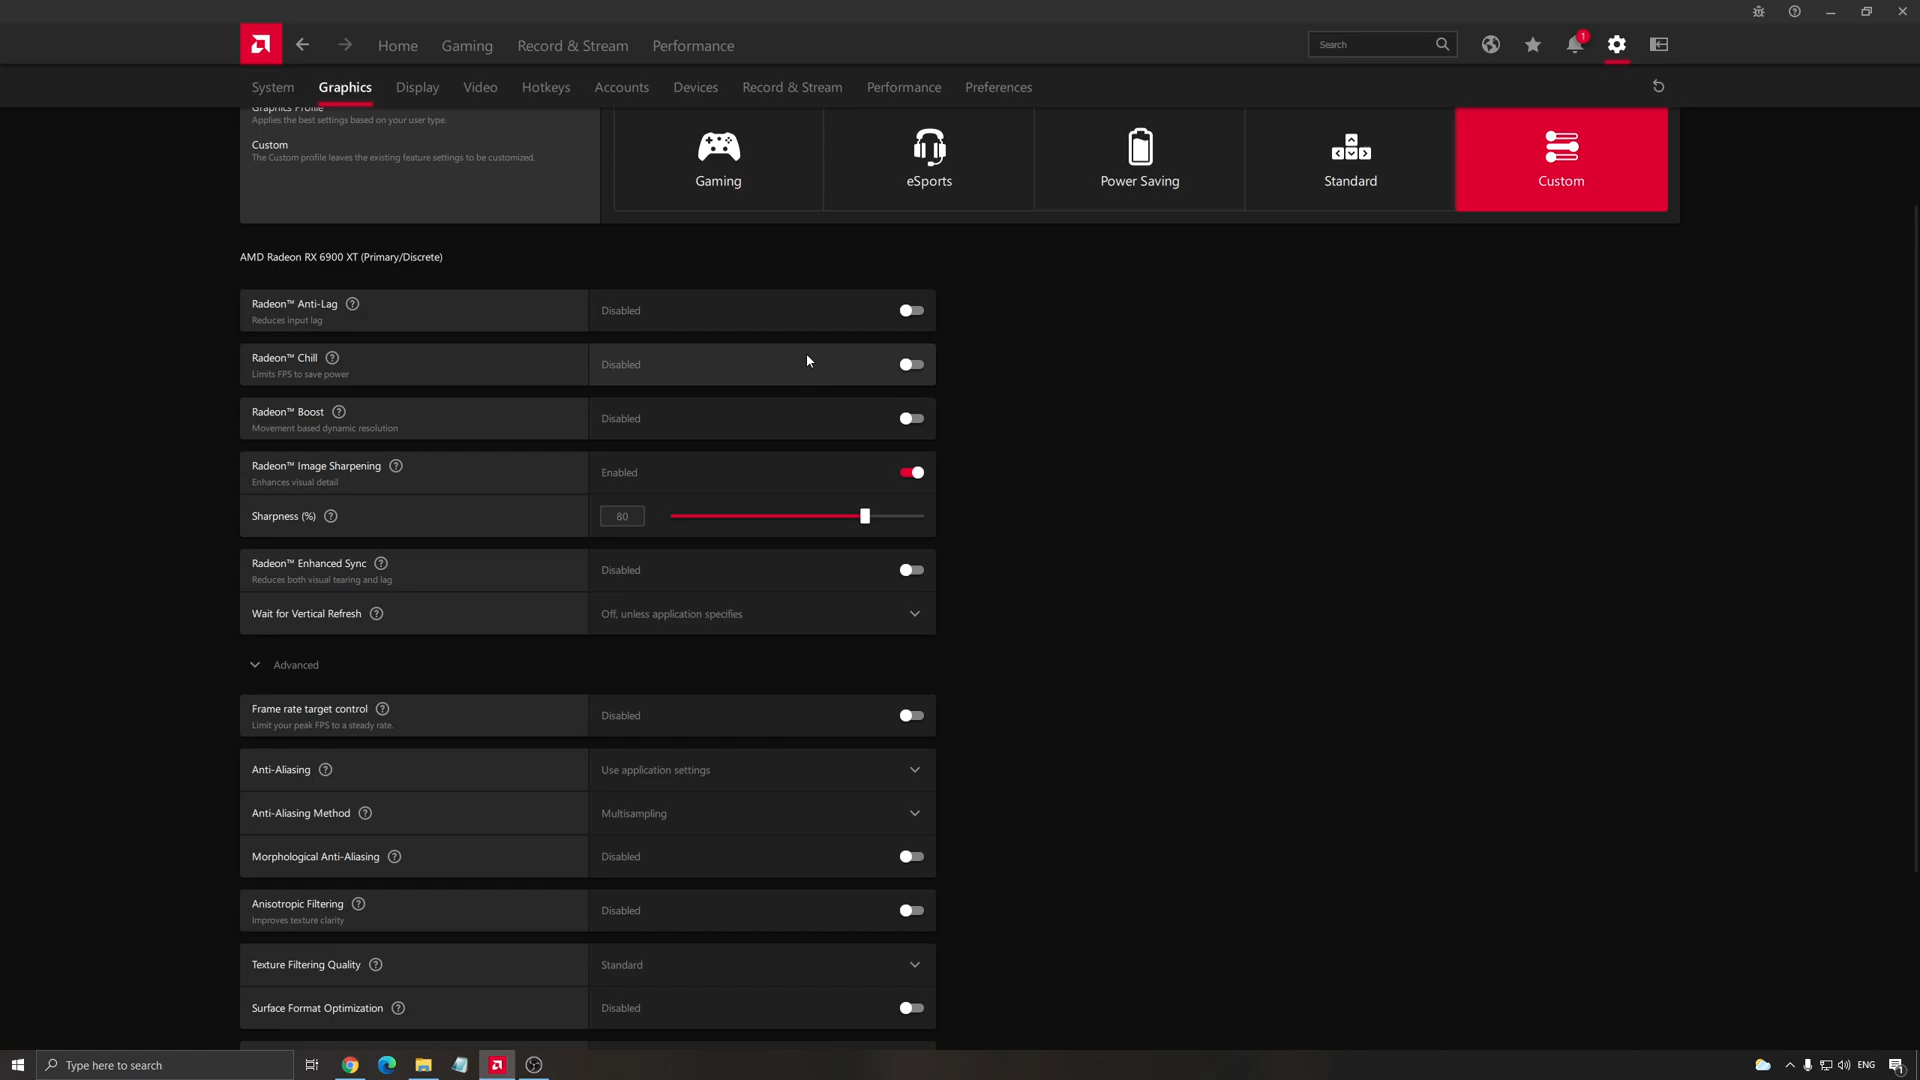 Home
Gaming
Record & Stream
Performance
Search
1
System
Graphics
Display
Video
Hotkeys
Accounts
Devices
Record & Stream
Performance
Preferences
Graphics Profile
Applies the best settings based on your user type.
Custom
The Custom profile leaves the existing feature settings to be customized.
Gaming
eSports
Power Saving
Standard
Custom
AMD Radeon RX 6900 XT (Primary/Discrete)
Radeon™ Anti-Lag
Reduces input lag
Disabled
Radeon™ Chill
Limits FPS to save power
Disabled
Radeon™ Boost
Movement based dynamic resolution
Disabled
Radeon™ Image Sharpening
Enhances visual detail
Enabled
Sharpness (%)
80
Radeon™ Enhanced Sync
Reduces both visual tearing and lag
Disabled
Wait for Vertical Refresh
Off, unless application specifies
Advanced
Frame rate target control
Limit your peak FPS to a steady rate.
Disabled
Anti-Aliasing
Use application settings
Anti-Aliasing Method
Multisampling
Morphological Anti-Aliasing
Disabled
Anisotropic Filtering
Improves texture clarity
Disabled
Texture Filtering Quality
Standard
Surface Format Optimization
Disabled
Type here to search
ENG
1